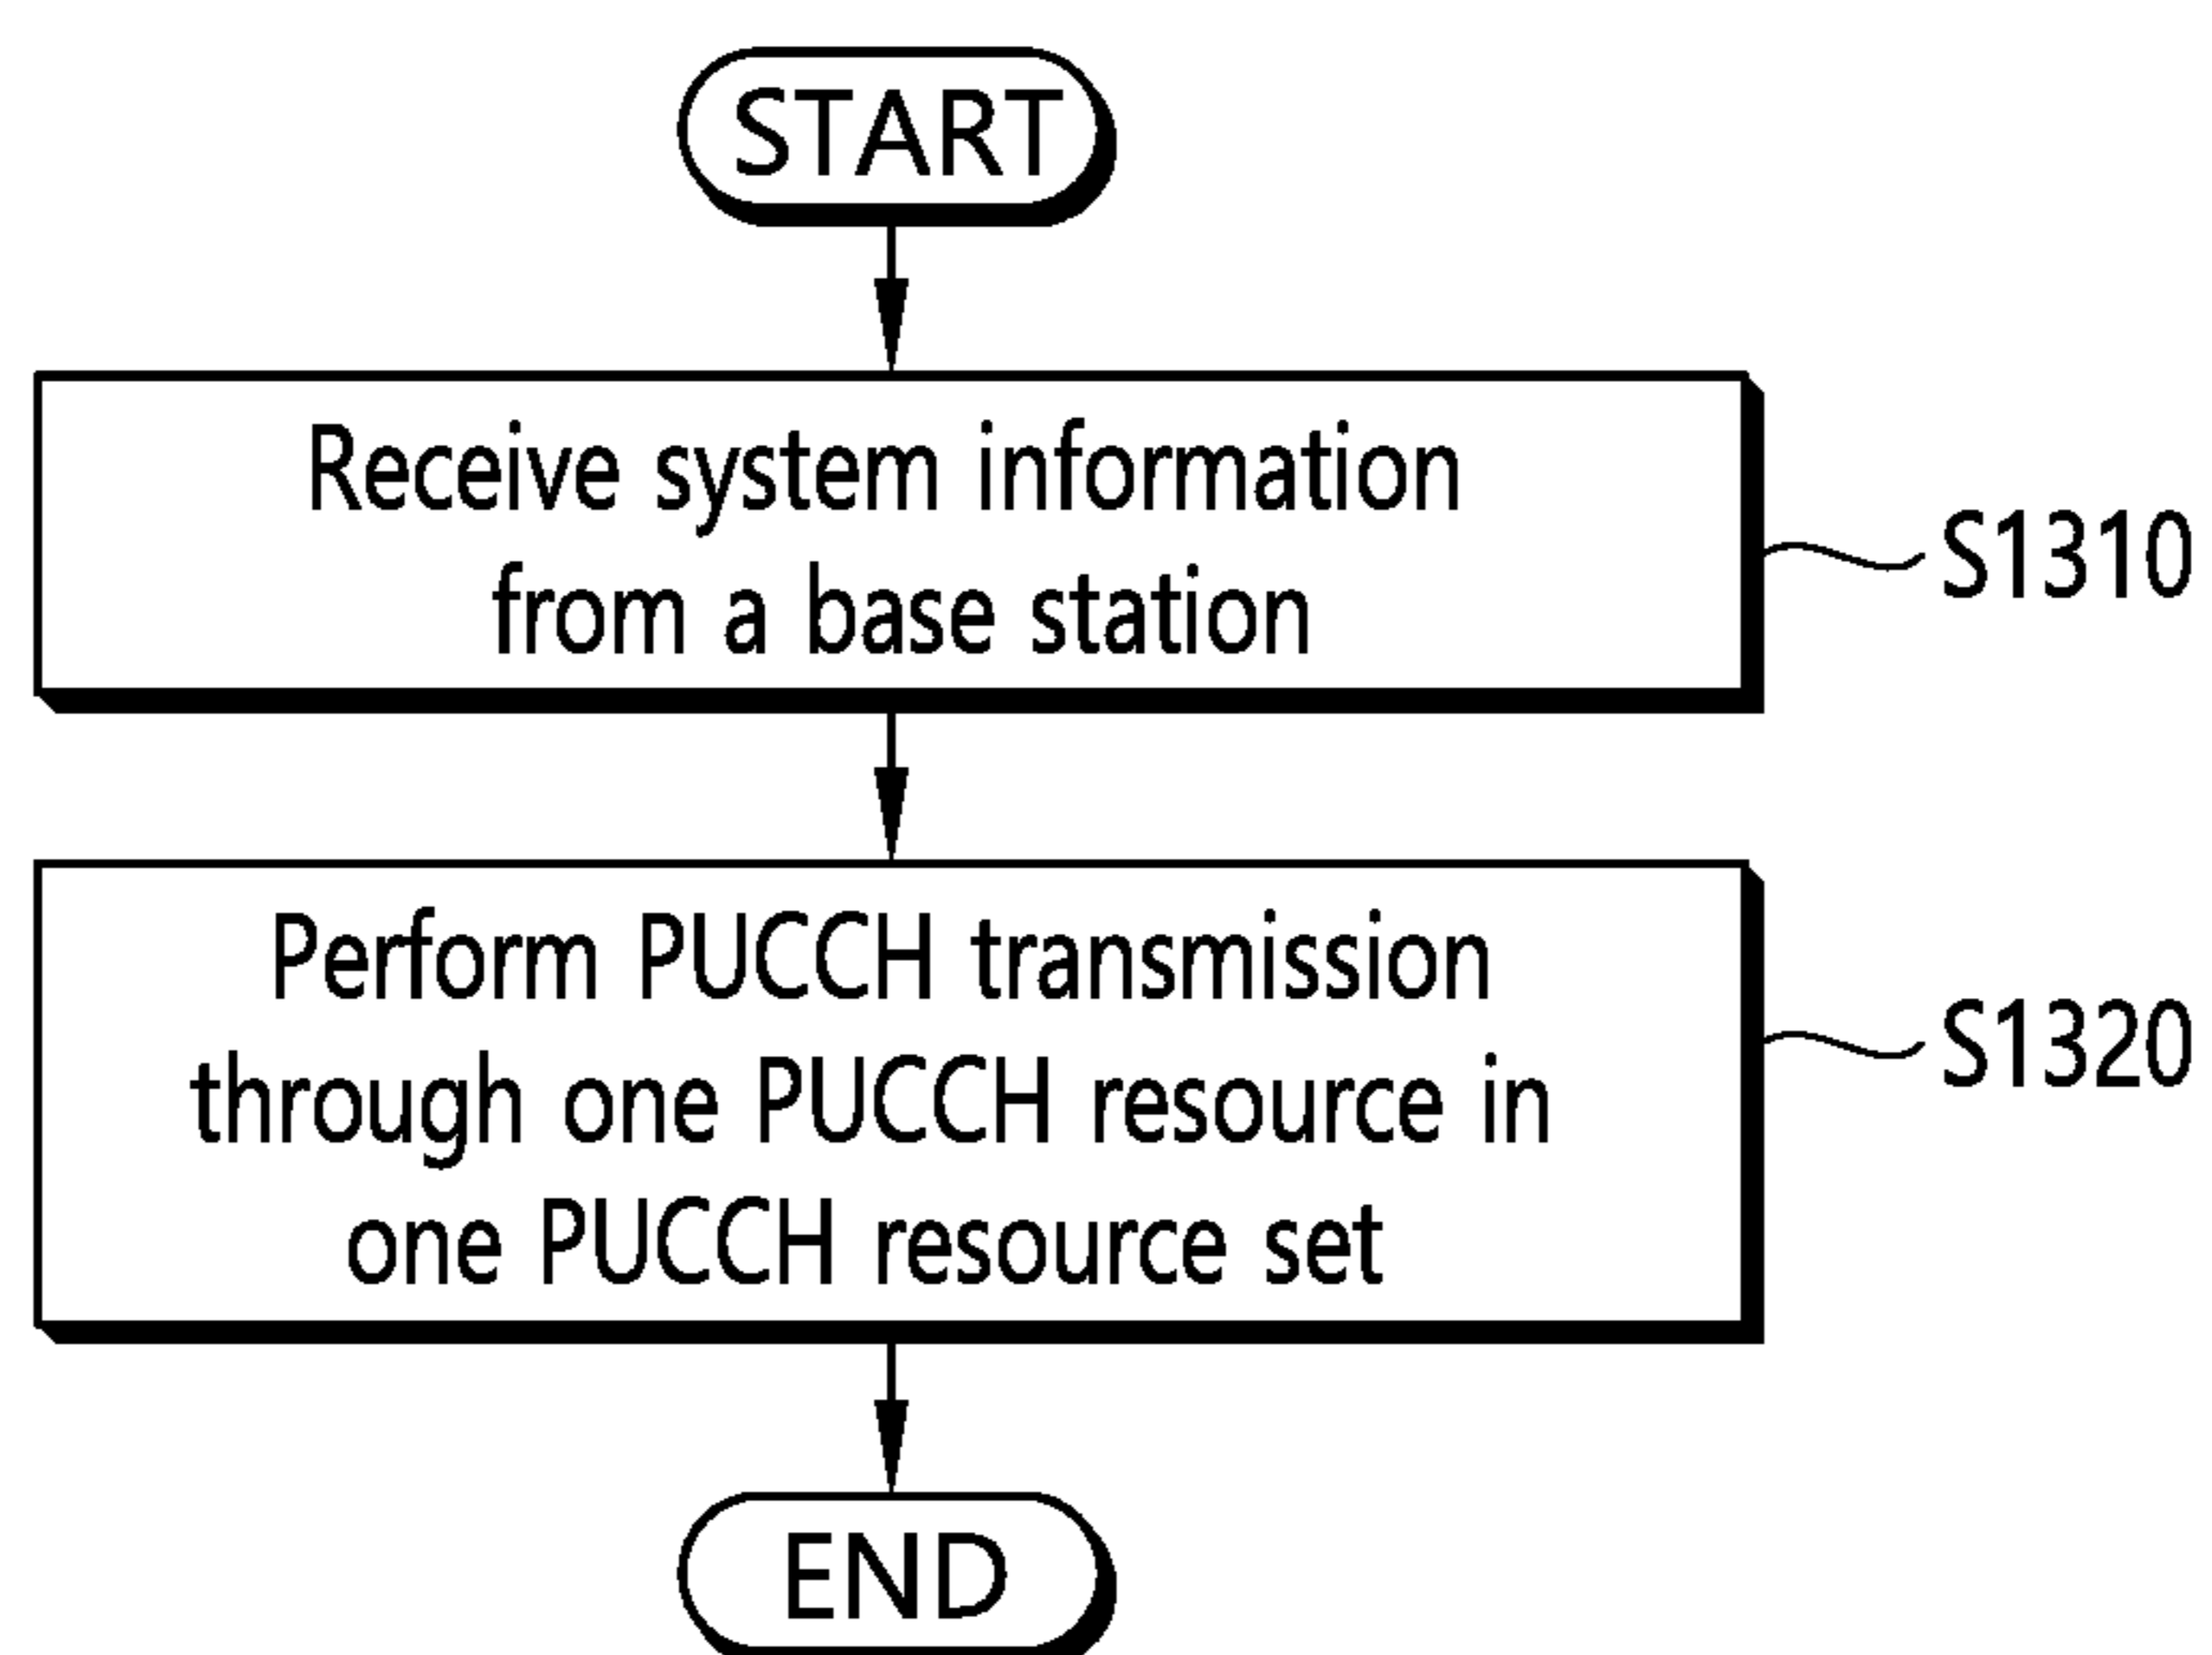 START
Receive system information
from a base station
S1310
Perform PUCCH transmission
through one PUCCH resource in
one PUCCH resource set
S1320
END